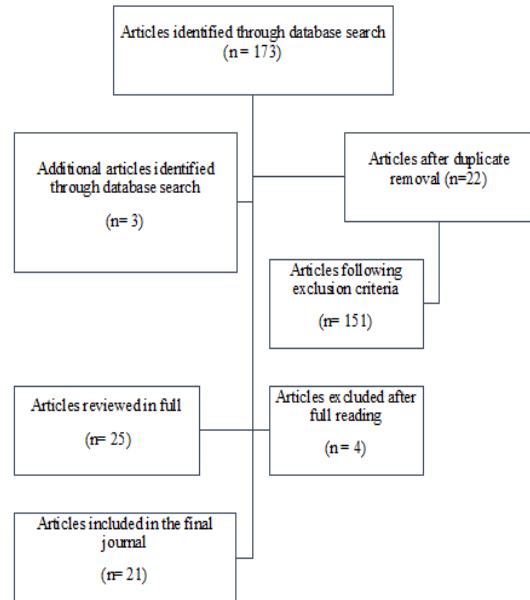 Articles identified through database search
(n= 173)
Additional articles identified
through database search
(n= 3)
Articles after duplicate
removal (n=22)
Articles following
exclusion criteria
(n= 151)
Articles reviewed in full
(n= 25)
Articles excluded after
full reading
(n= 4)
Articles included in the final
journal
(n= 21)